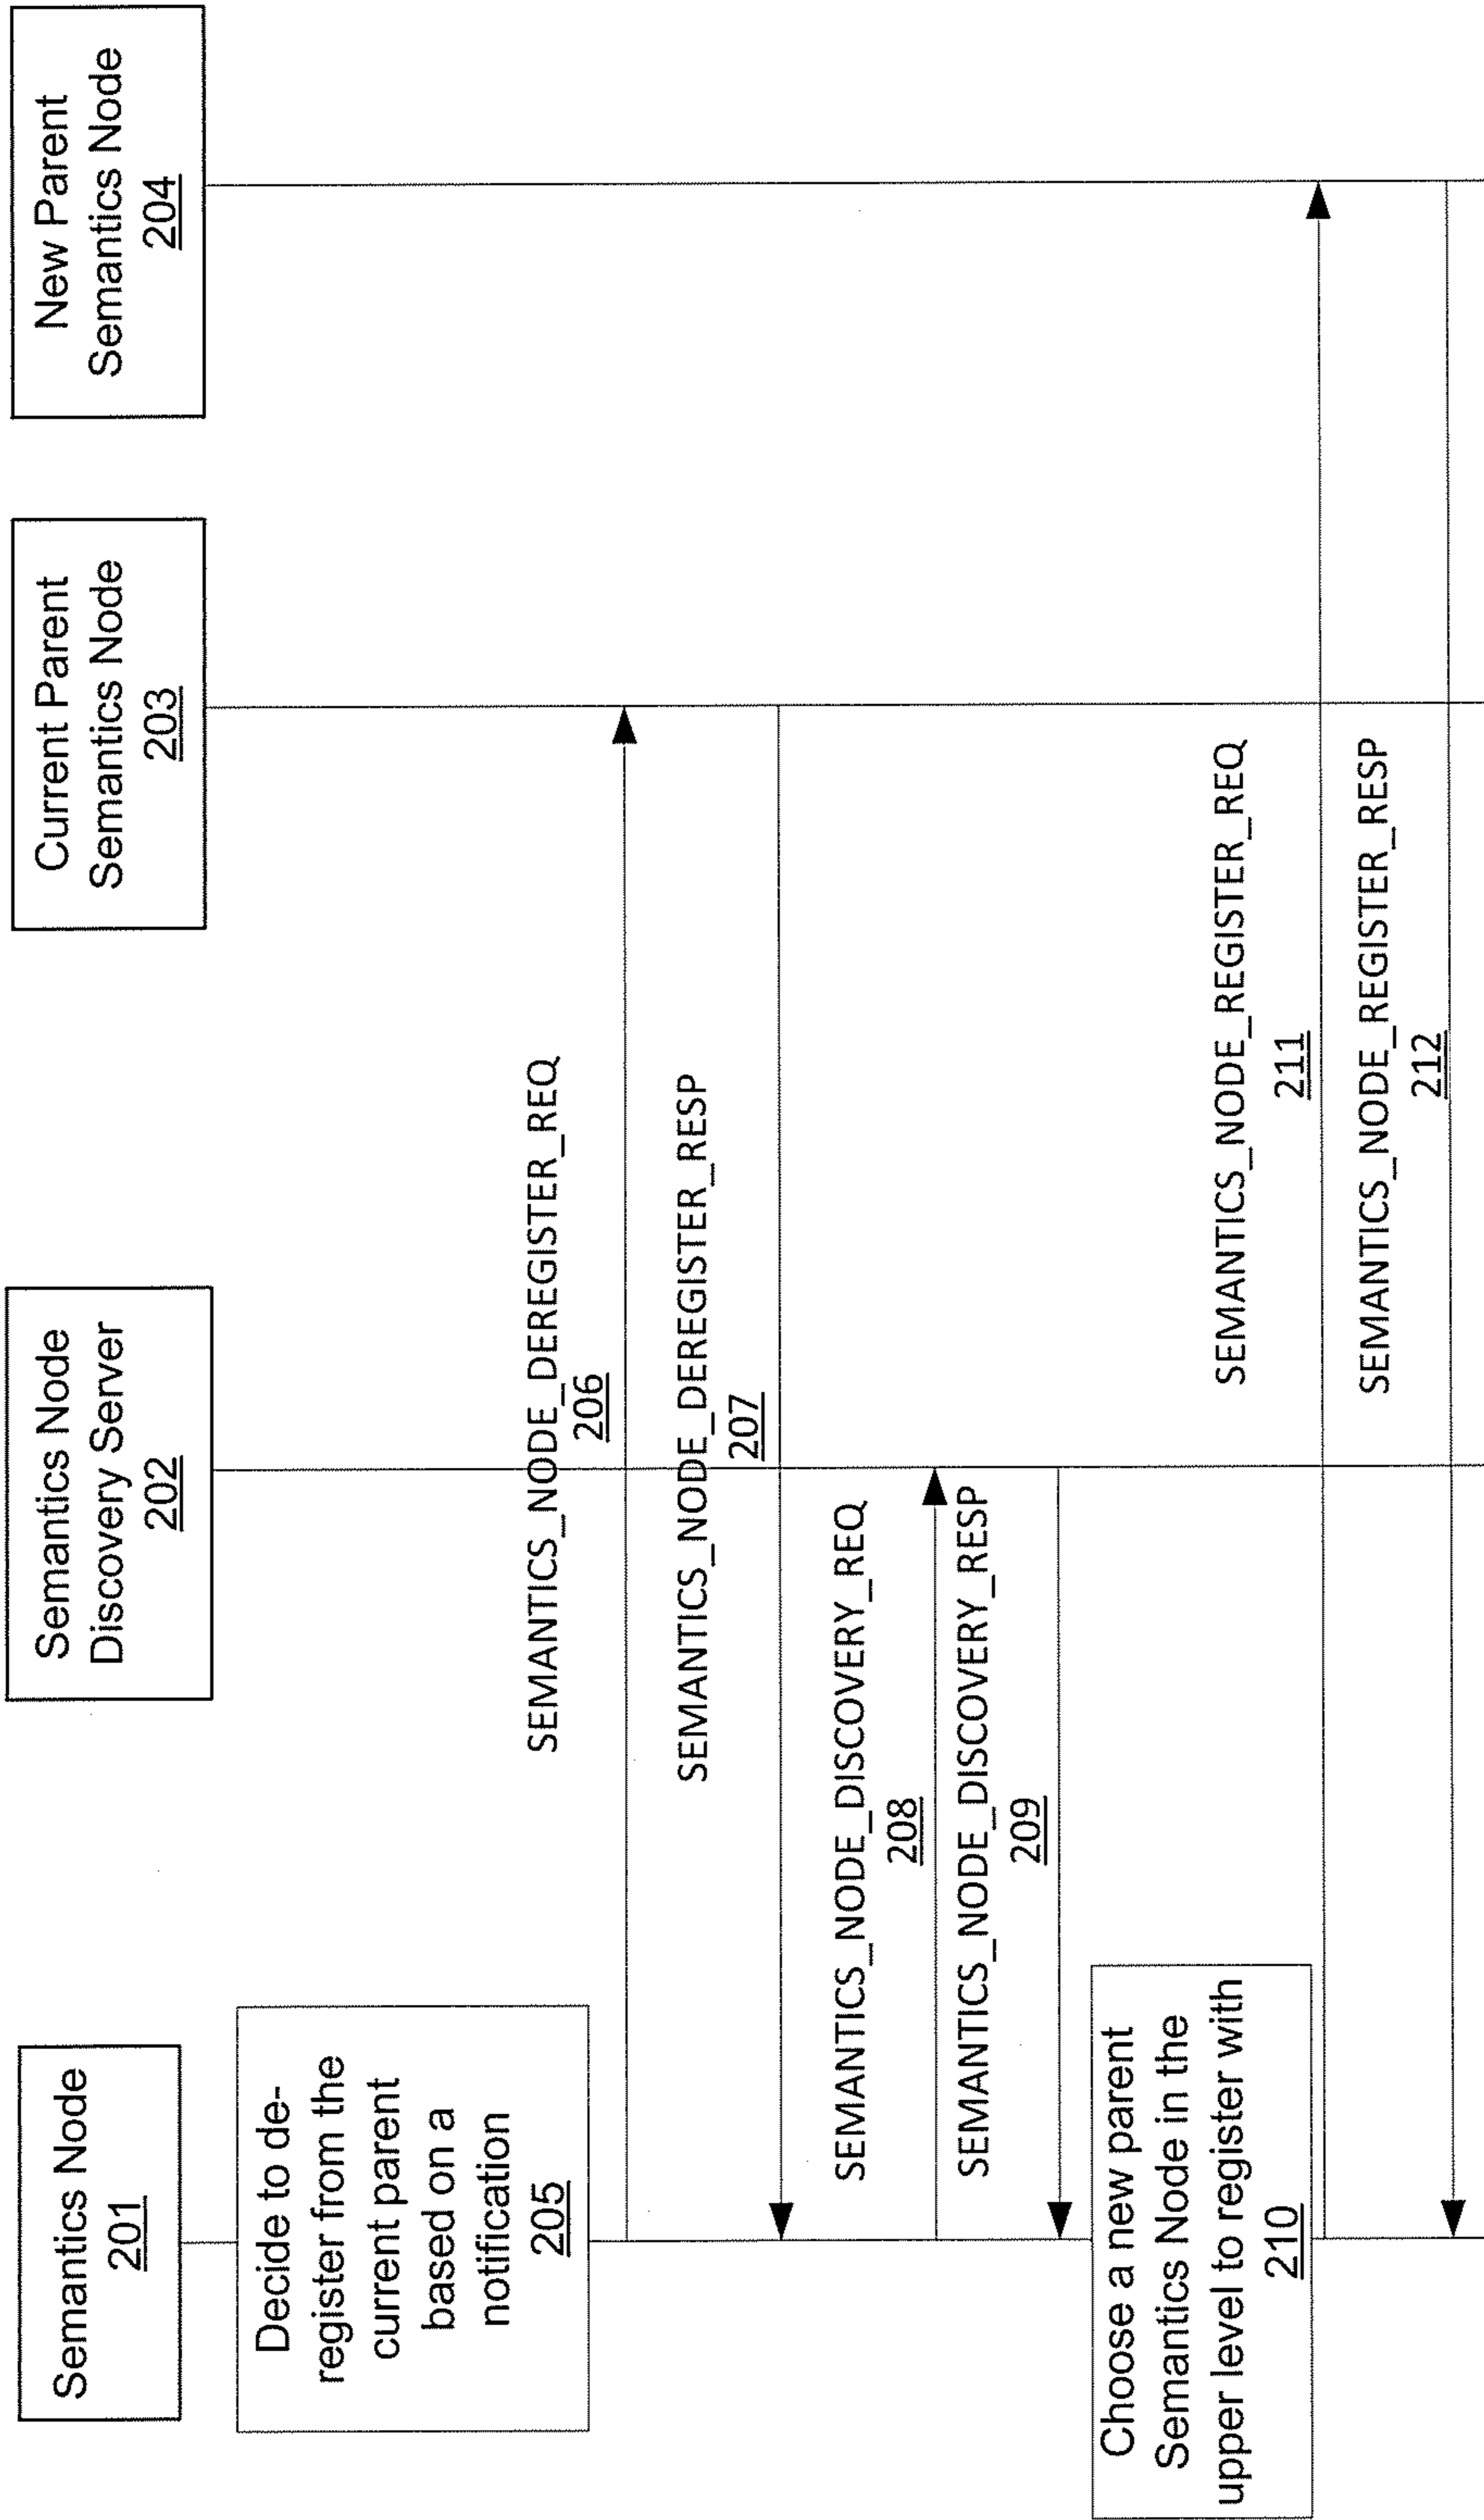 Semantics Node
201
Semantics Node
Discovery Server
202
Current Parent
Semantics Node
203
New Parent
Semantics Node
204
Decide to de-
register from the
current parent
based on a
notification
205
SEMANTICS_NODE_DEREGISTER_REQ
206
SEMANTICS_NODE_DEREGISTER_RESP
207
SEMANTICS_NODE_DISCOVERY_REQ
208
SEMANTICS_NODE_DISCOVERY_RESP
209
Choose a new parent
Semantics Node in the
upper level to register with
210
SEMANTICS_NODE_REGISTER_REQ
211
SEMANTICS_NODE_REGISTER_RESP
212